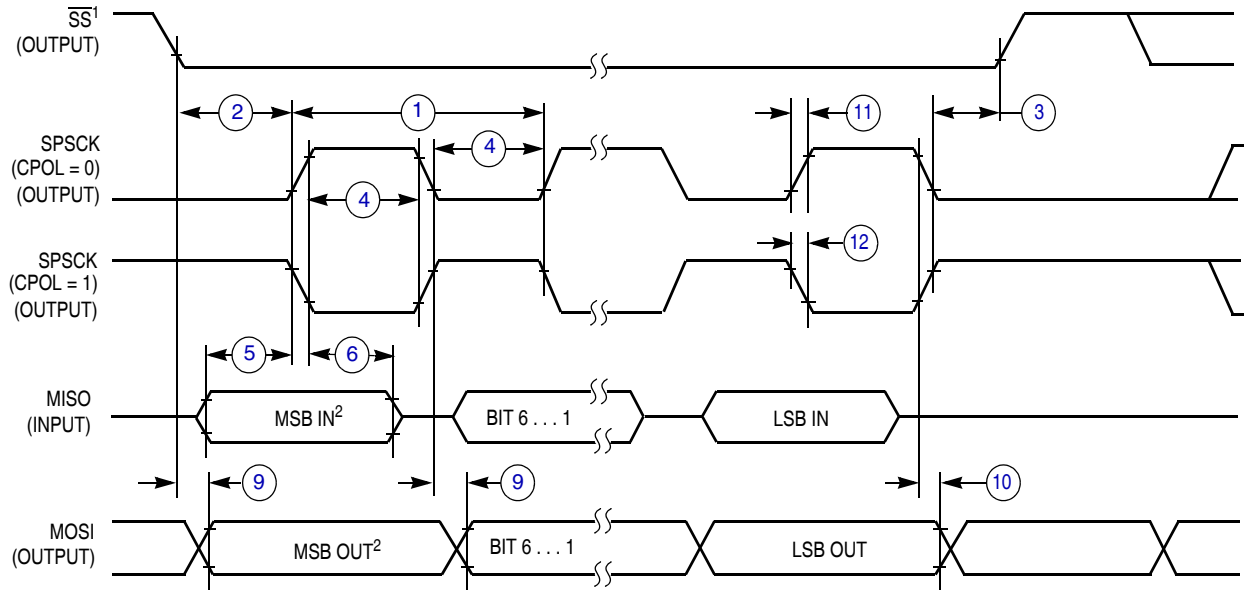 SS¹
(OUTPUT)
2
1
11
3
SPSCK
(CPOL = 0)
(OUTPUT)
4
4
SPSCK
(CPOL = 1)
(OUTPUT)
12
5
6
MISO
(INPUT)
MSB IN²
BIT 6 . . . 1
LSB IN
9
9
10
MOSI
(OUTPUT)
MSB OUT²
BIT 6 . . . 1
LSB OUT